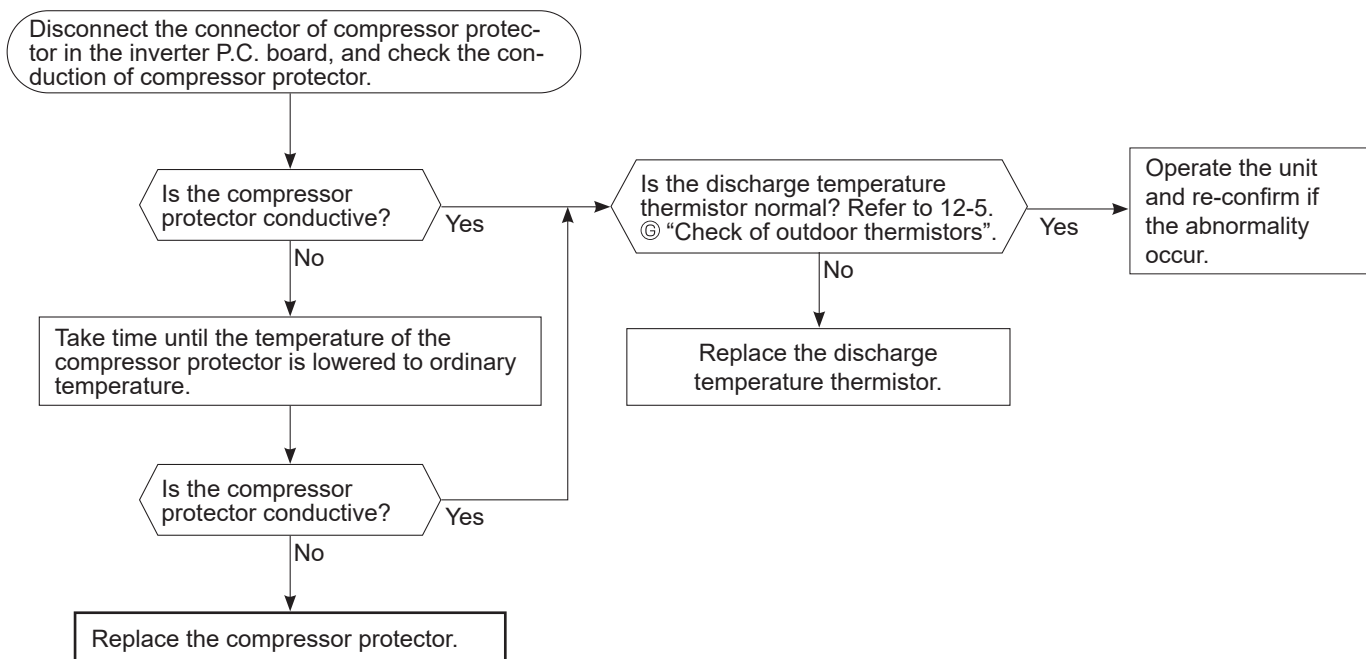 Disconnect the connector of compressor protec-
tor in the inverter P.C. board, and check the con-
duction of compressor protector.
Is the compressor
protector conductive?
Yes
No
Is the discharge temperature
thermistor normal? Refer to 12-5.
Ⓖ “Check of outdoor thermistors”.
Yes
No
Operate the unit
and re-confirm if
the abnormality
occur.
Take time until the temperature of the
compressor protector is lowered to ordinary
temperature.
Replace the discharge
temperature thermistor.
Is the compressor
protector conductive?
Yes
No
Replace the compressor protector.